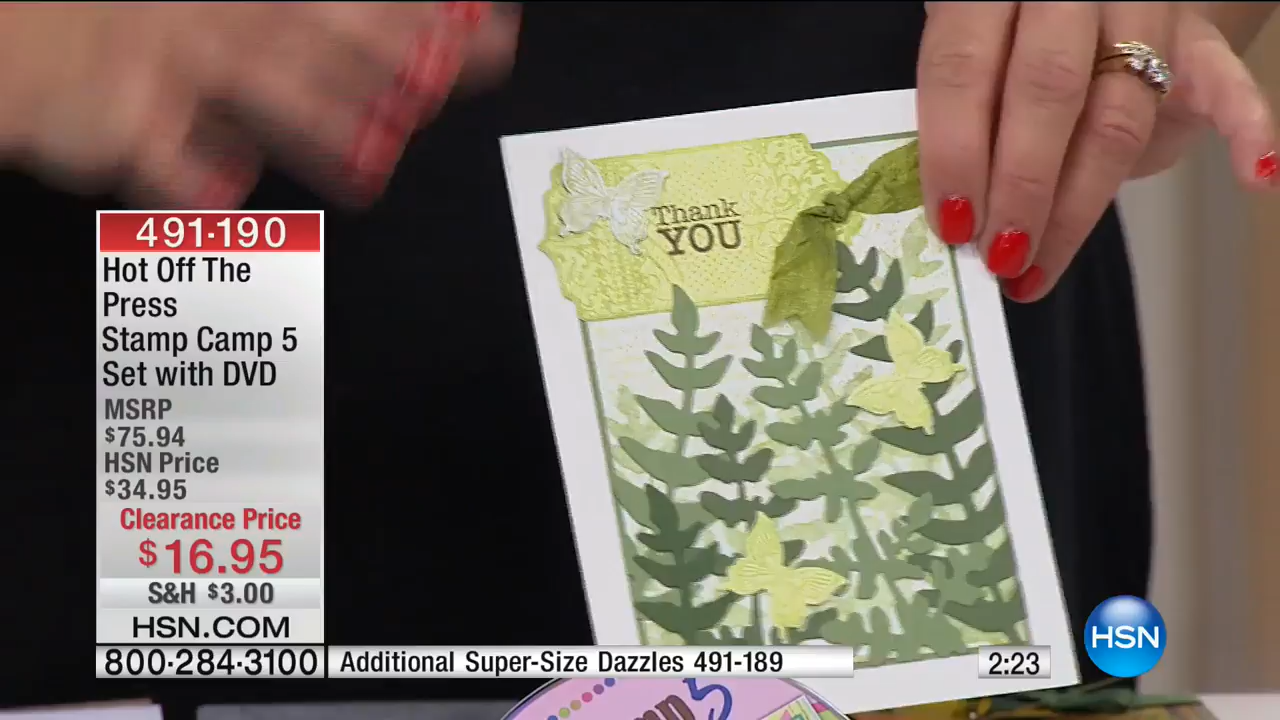 491-190
Hot Off The
Press
Stamp Camp 5
Set with DVD
MSRP
$75.94
HSN Price
$34.95
Clearance Price
$16.95
S&H $3.00
HSN.COM
800-284-3100
Additional Super-Size Dazzles 491-189
2:23
HSN
Thank
YOU
5